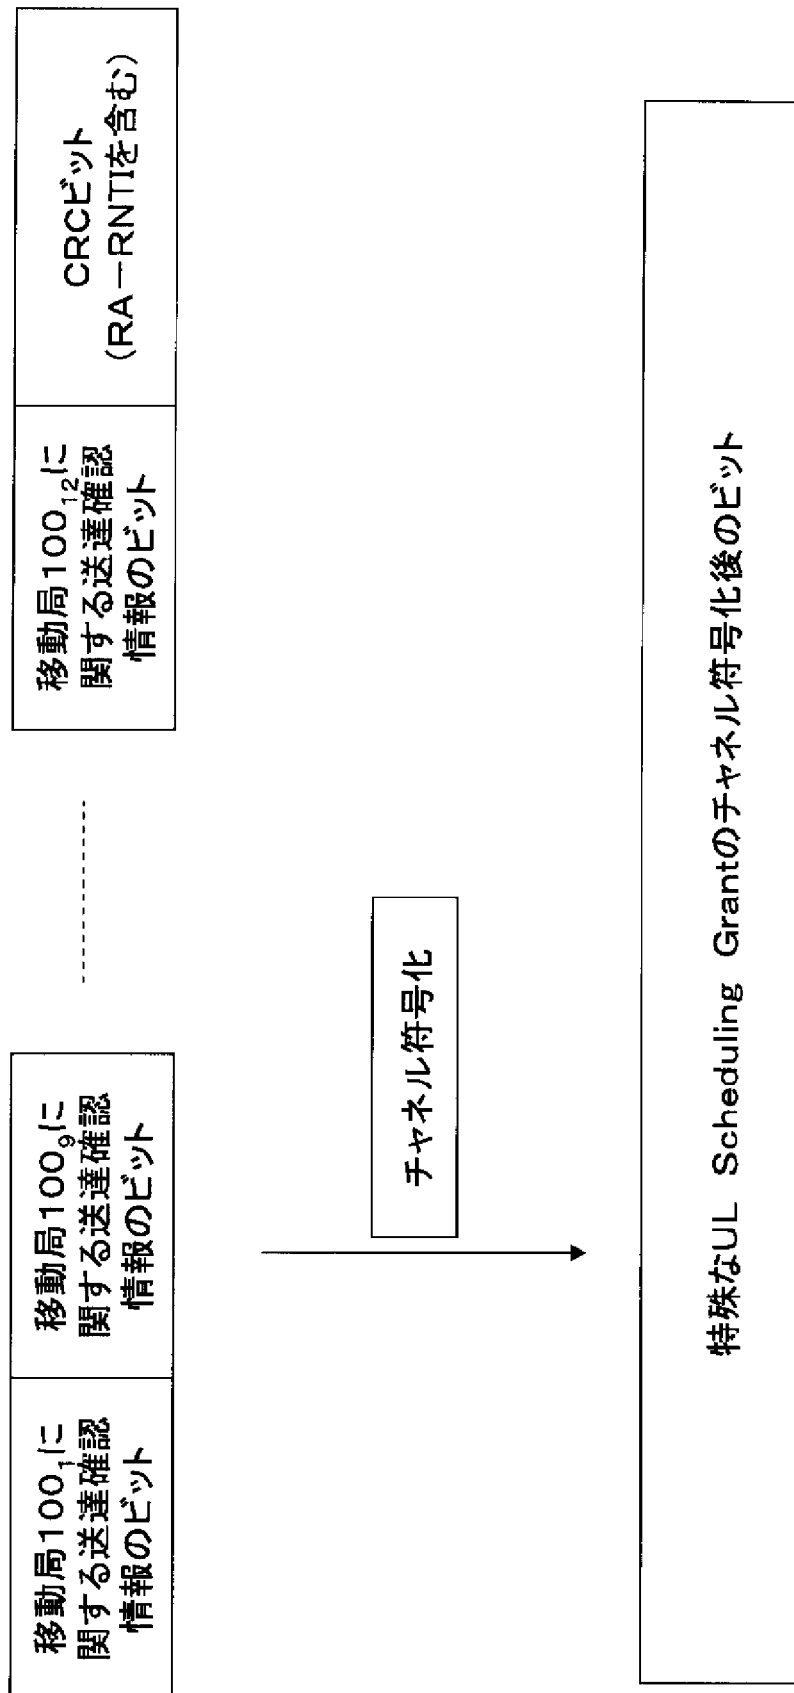 移動局100₁に
関する送達確認
情報のビット
移動局100₉に
関する送達確認
情報のビット
移動局100₁₂に
関する送達確認
情報のビット
CRCビット
(RA－RNTIを含む)
チャネル符号化
特殊なUL Scheduling Grantのチャネル符号化後のビット